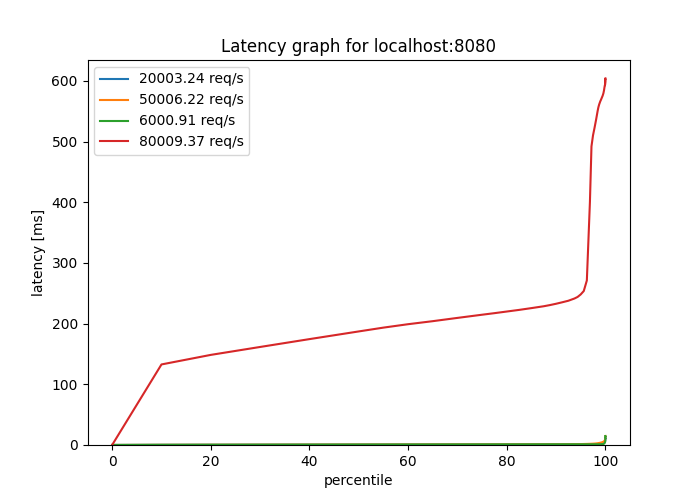 Latency graph for localhost:8080
20003.24 req/s
50006.22 req/s
6000.91 req/s
80009.37 req/s
600
500
400
300
200
100
0
latency [ms]
0 20 40 60 80 100
percentile